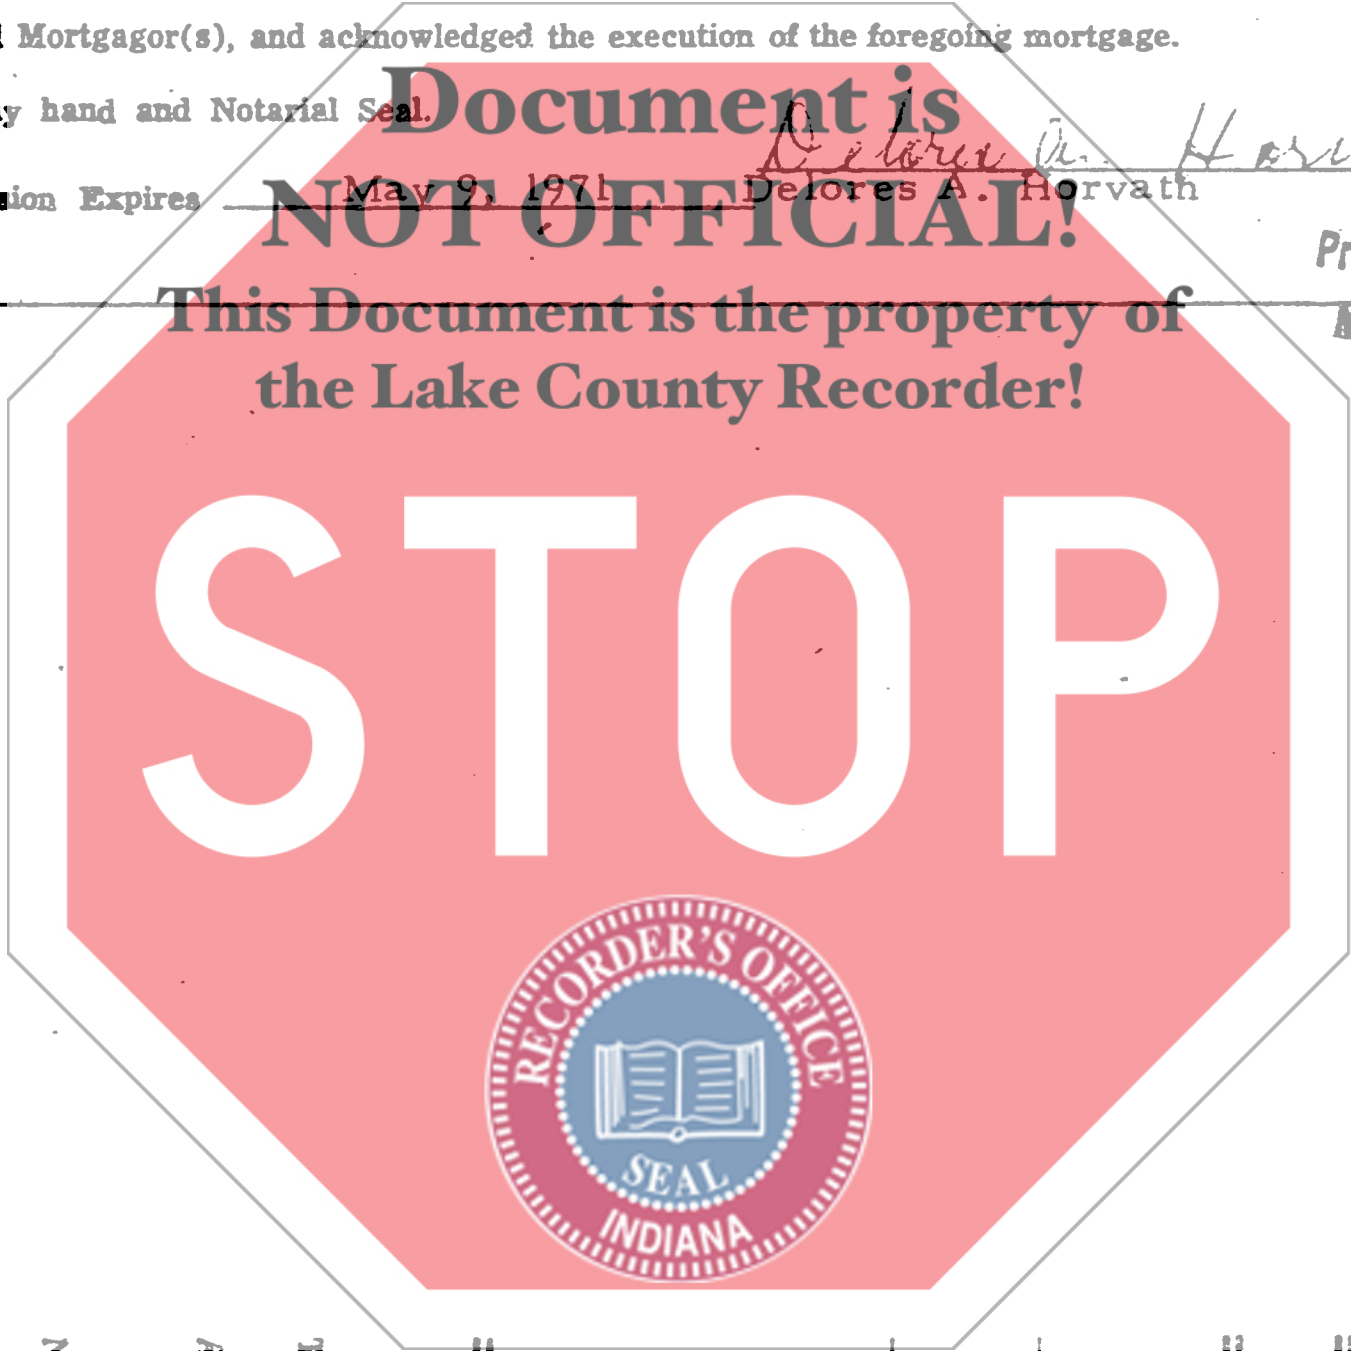 Mortgagor(s), and acknowledged the execution of the foregoing mortgage.
hand and Notarial Seal.
Document is
Delores A.
Expires May 9, 1971 Delores A. Horvath
NOT OFFICIAL!
This Document is the property of
the Lake County Recorder!
STOP
RECORDER'S OFFICE
SEAL
INDIANA